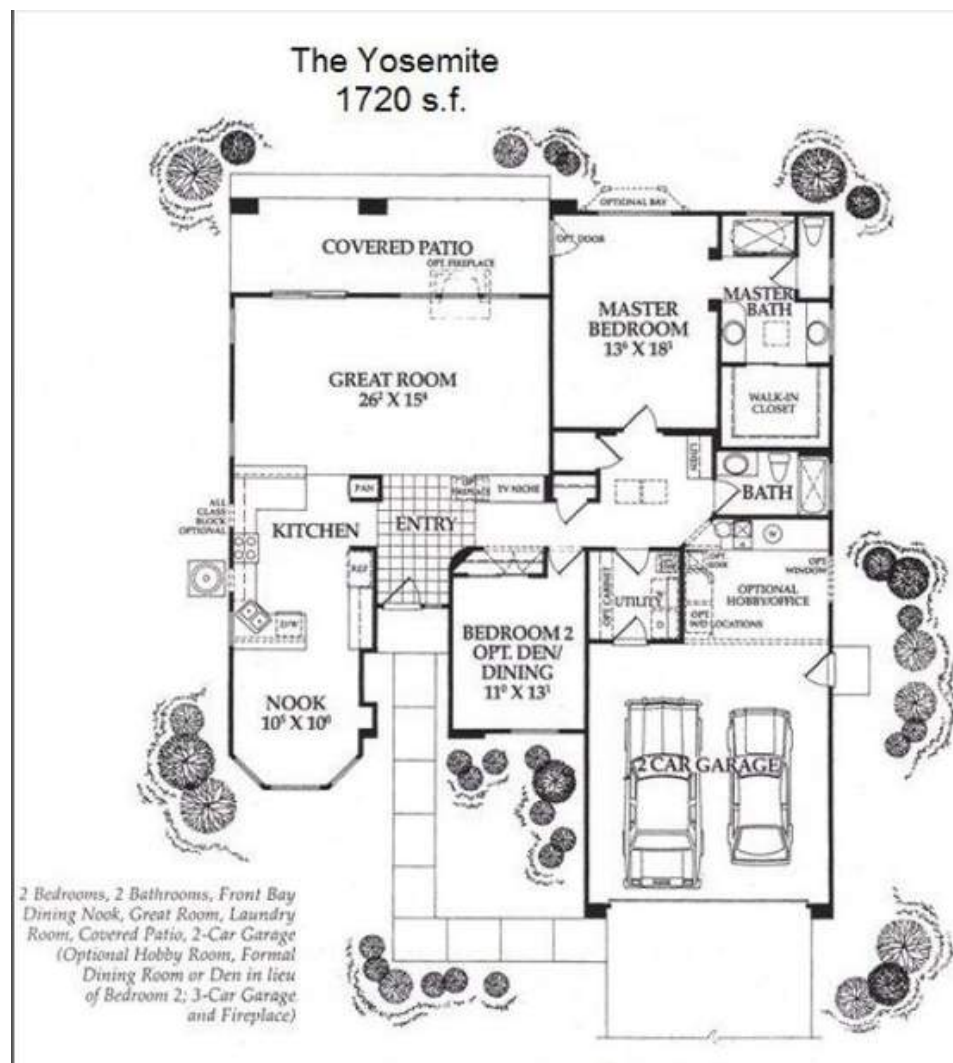 The Yosemite
1720 s.f.
OPTIONAL BAY
COVERED PATIO
OPT. FIREPLACE
OPT. DOOR
MASTER
BEDROOM
13⁶ X 18³
MASTER
BATH
GREAT ROOM
26² X 15⁴
WALK-IN
CLOSET
LINEN
PAN
OPT.
FIREPLACE
TV NICHE
BATH
ALL
GLASS
BLOCK
OPTIONAL
KITCHEN
ENTRY
REF
OPT.
OPT.
WINDOW
OPT CABINET
UTILITY
OPTIONAL
HOBBY/OFFICE
OPT.
W/D LOCATIONS
D/W
BEDROOM 2
OPT. DEN/
DINING
11⁰ X 13¹
NOOK
10⁵ X 10⁰
2 CAR GARAGE
2 Bedrooms, 2 Bathrooms, Front Bay
Dining Nook, Great Room, Laundry
Room, Covered Patio, 2-Car Garage
(Optional Hobby Room, Formal
Dining Room or Den in lieu
of Bedroom 2; 3-Car Garage
and Fireplace)